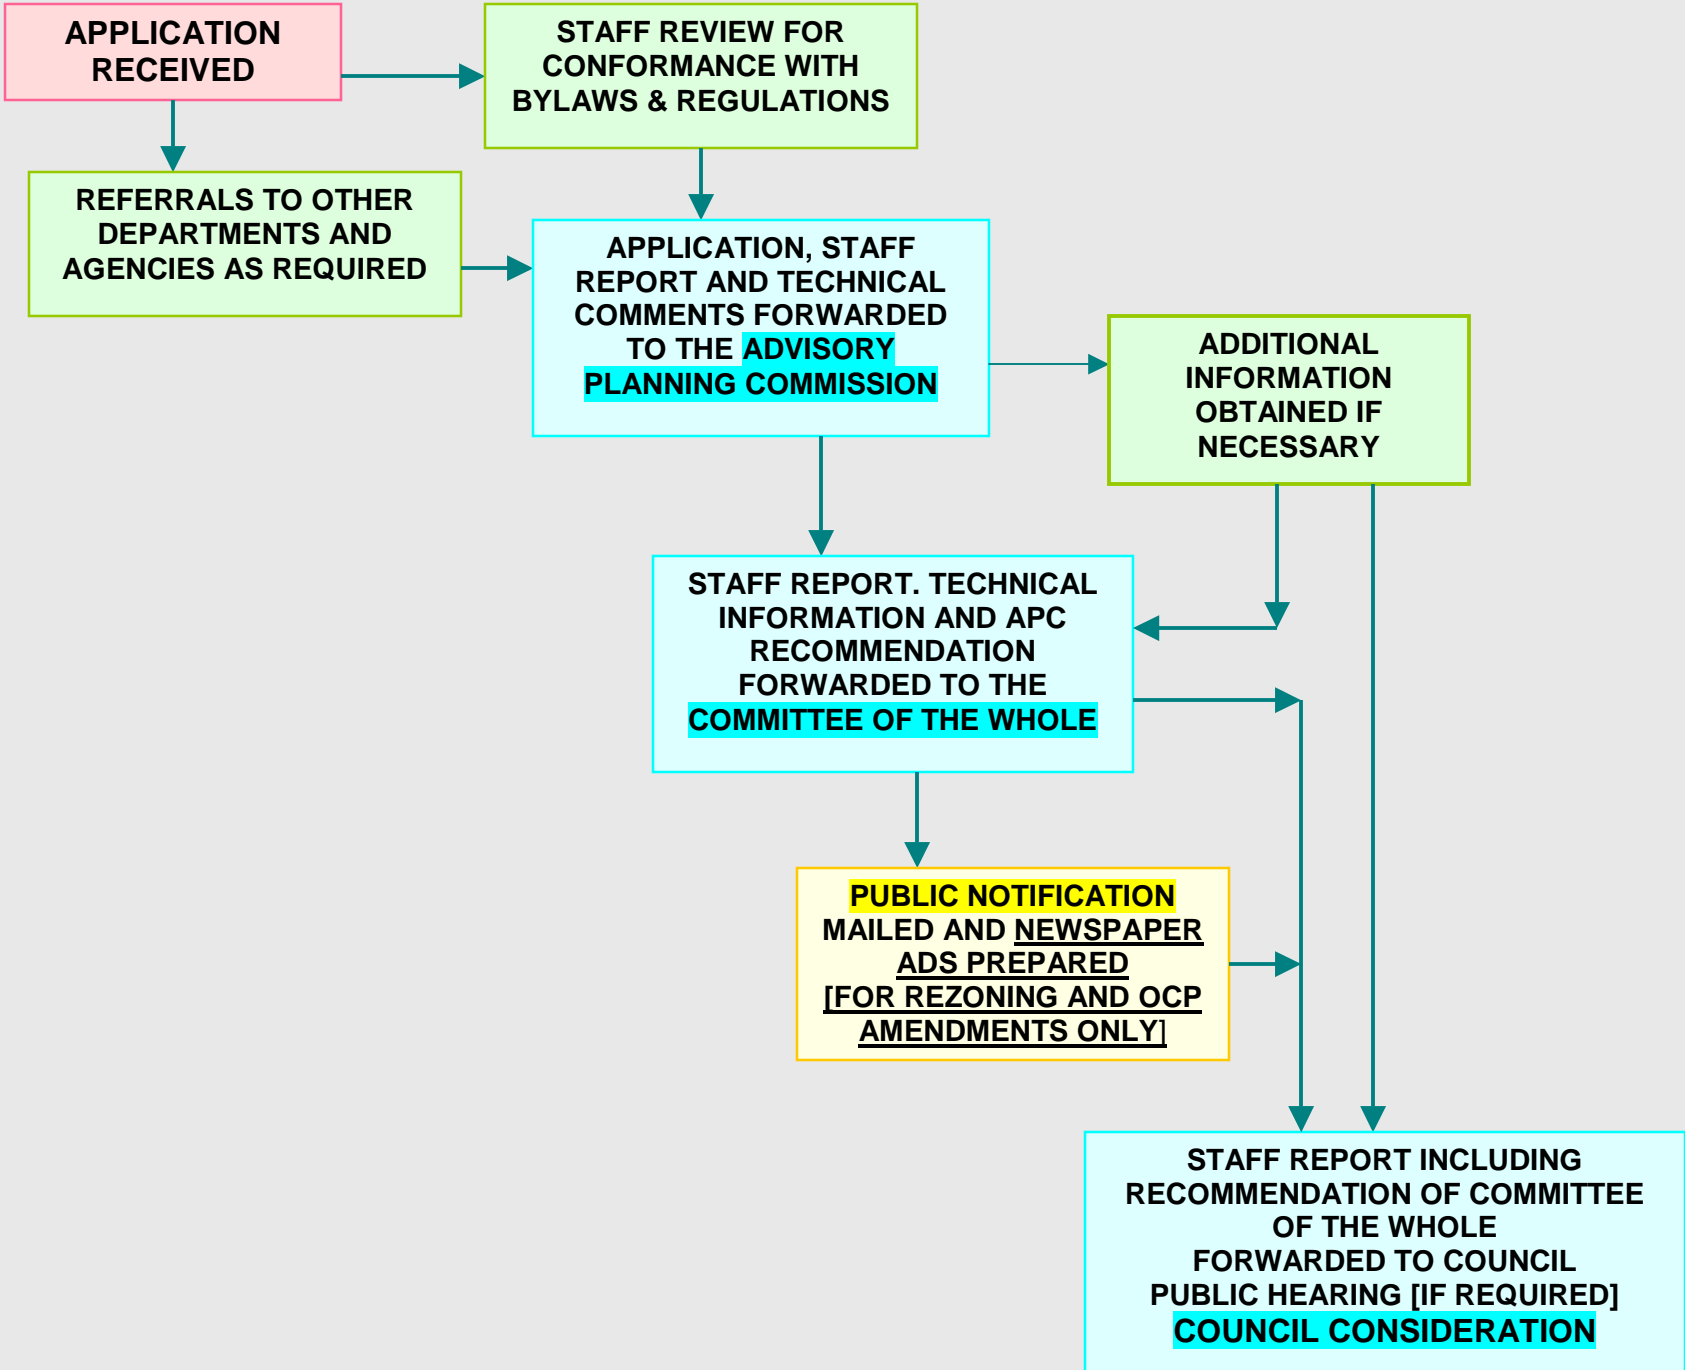 APPLICATION
RECEIVED
STAFF REVIEW FOR
CONFORMANCE WITH
BYLAWS & REGULATIONS
REFERRALS TO OTHER
DEPARTMENTS AND
AGENCIES AS REQUIRED
APPLICATION, STAFF
REPORT AND TECHNICAL
COMMENTS FORWARDED
TO THE ADVISORY
PLANNING COMMISSION
ADDITIONAL
INFORMATION
OBTAINED IF
NECESSARY
STAFF REPORT. TECHNICAL
INFORMATION AND APC
RECOMMENDATION
FORWARDED TO THE
COMMITTEE OF THE WHOLE
PUBLIC NOTIFICATION
MAILED AND NEWSPAPER
ADS PREPARED
[FOR REZONING AND OCP
AMENDMENTS ONLY]
STAFF REPORT INCLUDING
RECOMMENDATION OF COMMITTEE
OF THE WHOLE
FORWARDED TO COUNCIL
PUBLIC HEARING [IF REQUIRED]
COUNCIL CONSIDERATION